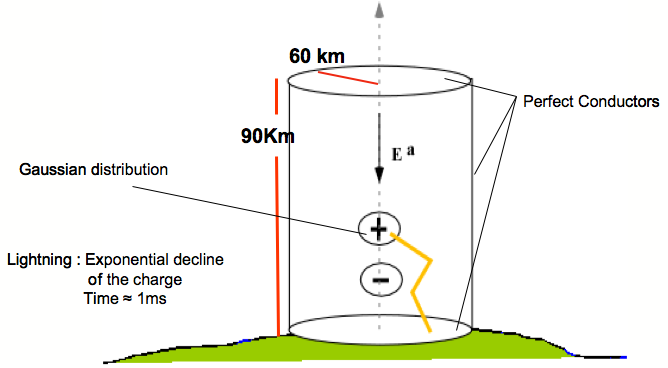 60 km
Perfect Conductors
90Km
E a
Gaussian distribution
+
Lightning : Exponential decline
of the charge
Time ≈ 1ms
-